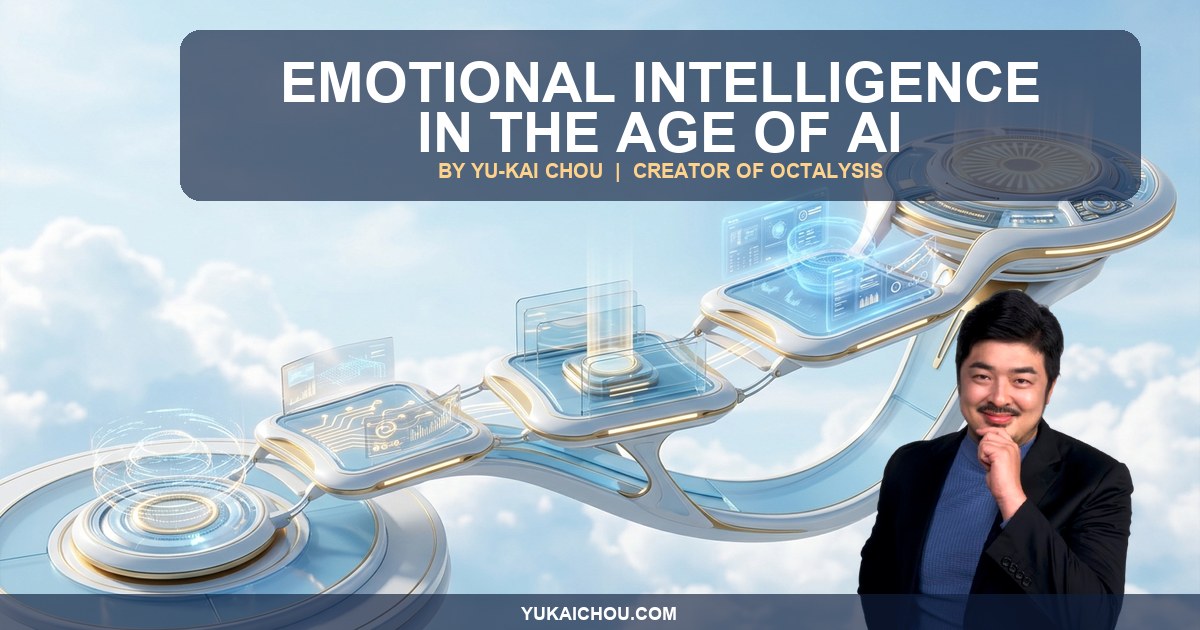 EMOTIONAL INTELLIGENCE
IN THE AGE OF AI
BY YU-KAI CHOU | CREATOR OF OCTALYSIS
YUKAICHOU.COM